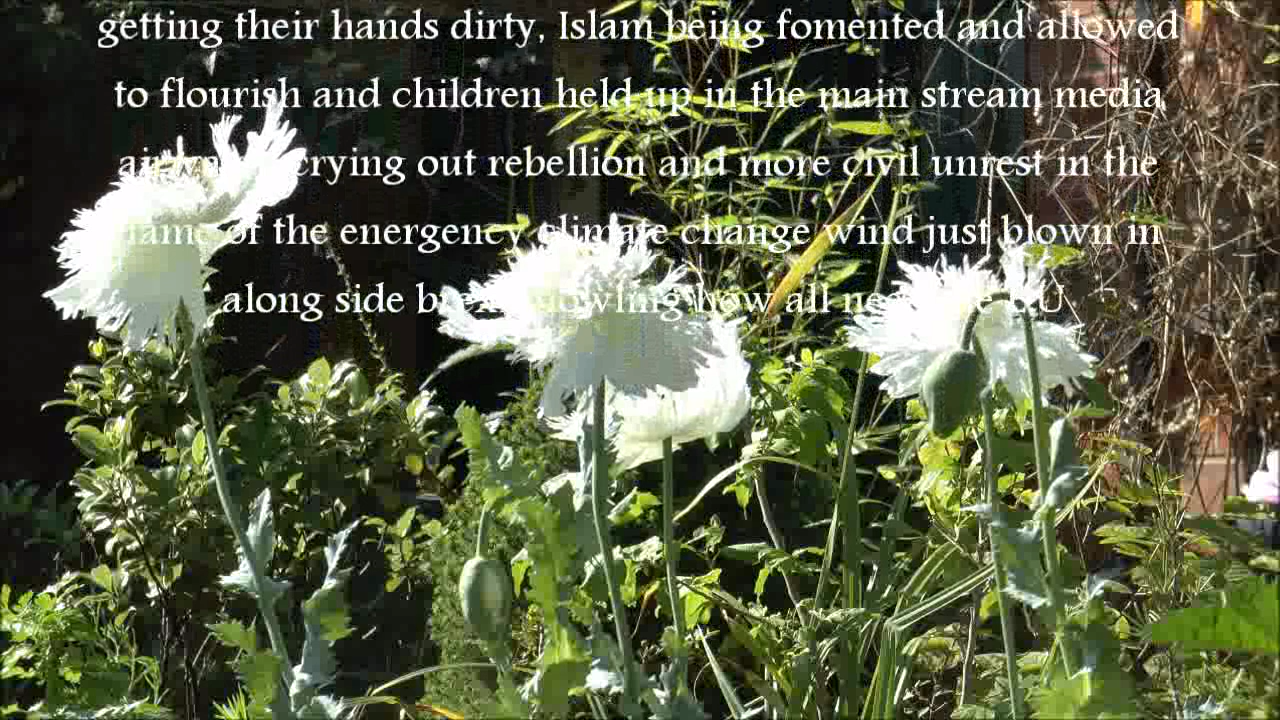 getting their hands dirty, Islam being fomented and allowed
to flourish and children held up in the main stream media
crying out rebellion and more civil unrest in the
of the energency climate change wind just blown in
along side how all